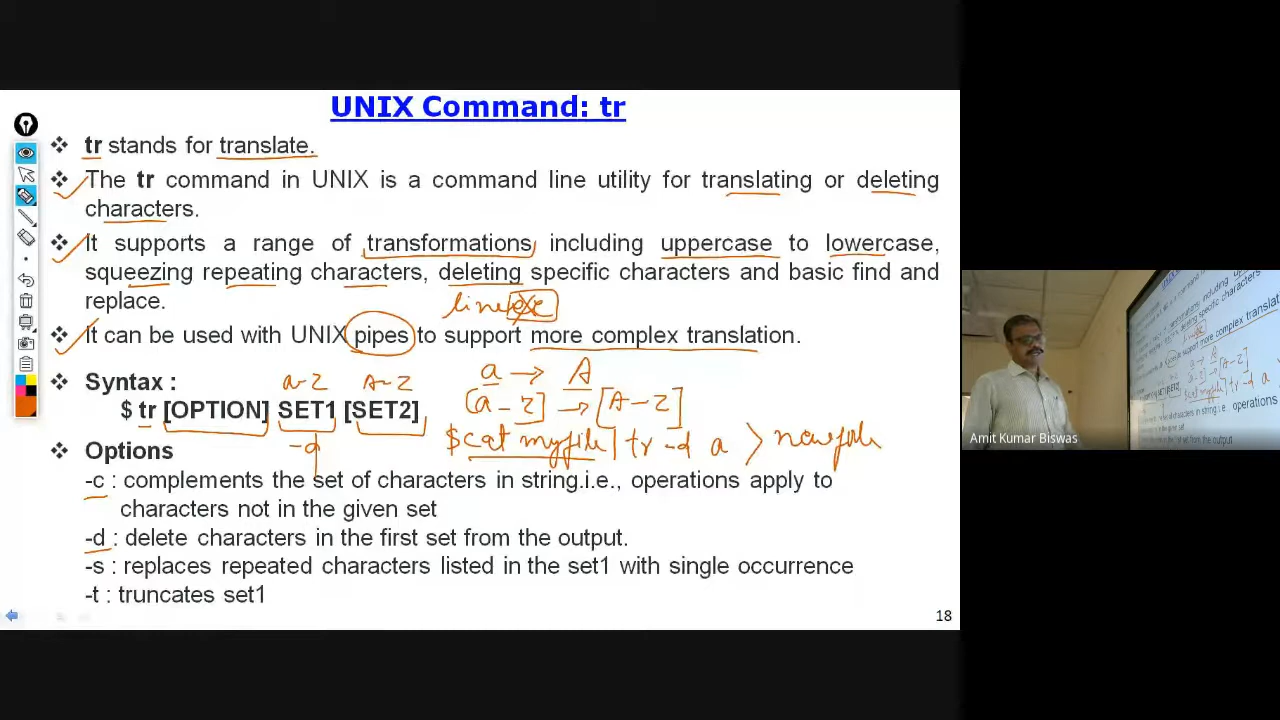 UNIX Command: tr
❖ tr stands for translate.
❖ The tr command in UNIX is a command line utility for translating or deleting
characters.
❖ It supports a range of transformations including uppercase to lowercase,
squeezing repeating characters, deleting specific characters and basic find and
replace.
❖ It can be used with UNIX pipes to support more complex translation.
a → A
❖ Syntax :
a-z A-Z
$ tr [OPTION] SET1 [SET2]
[a-z] → [A-Z]
-d
$cat myfile | tr -d a > newfile
❖ Options
-c : complements the set of characters in string.i.e., operations apply to
characters not in the given set
-d : delete characters in the first set from the output.
-s : replaces repeated characters listed in the set1 with single occurrence
-t : truncates set1
18
Amit Kumar Biswas